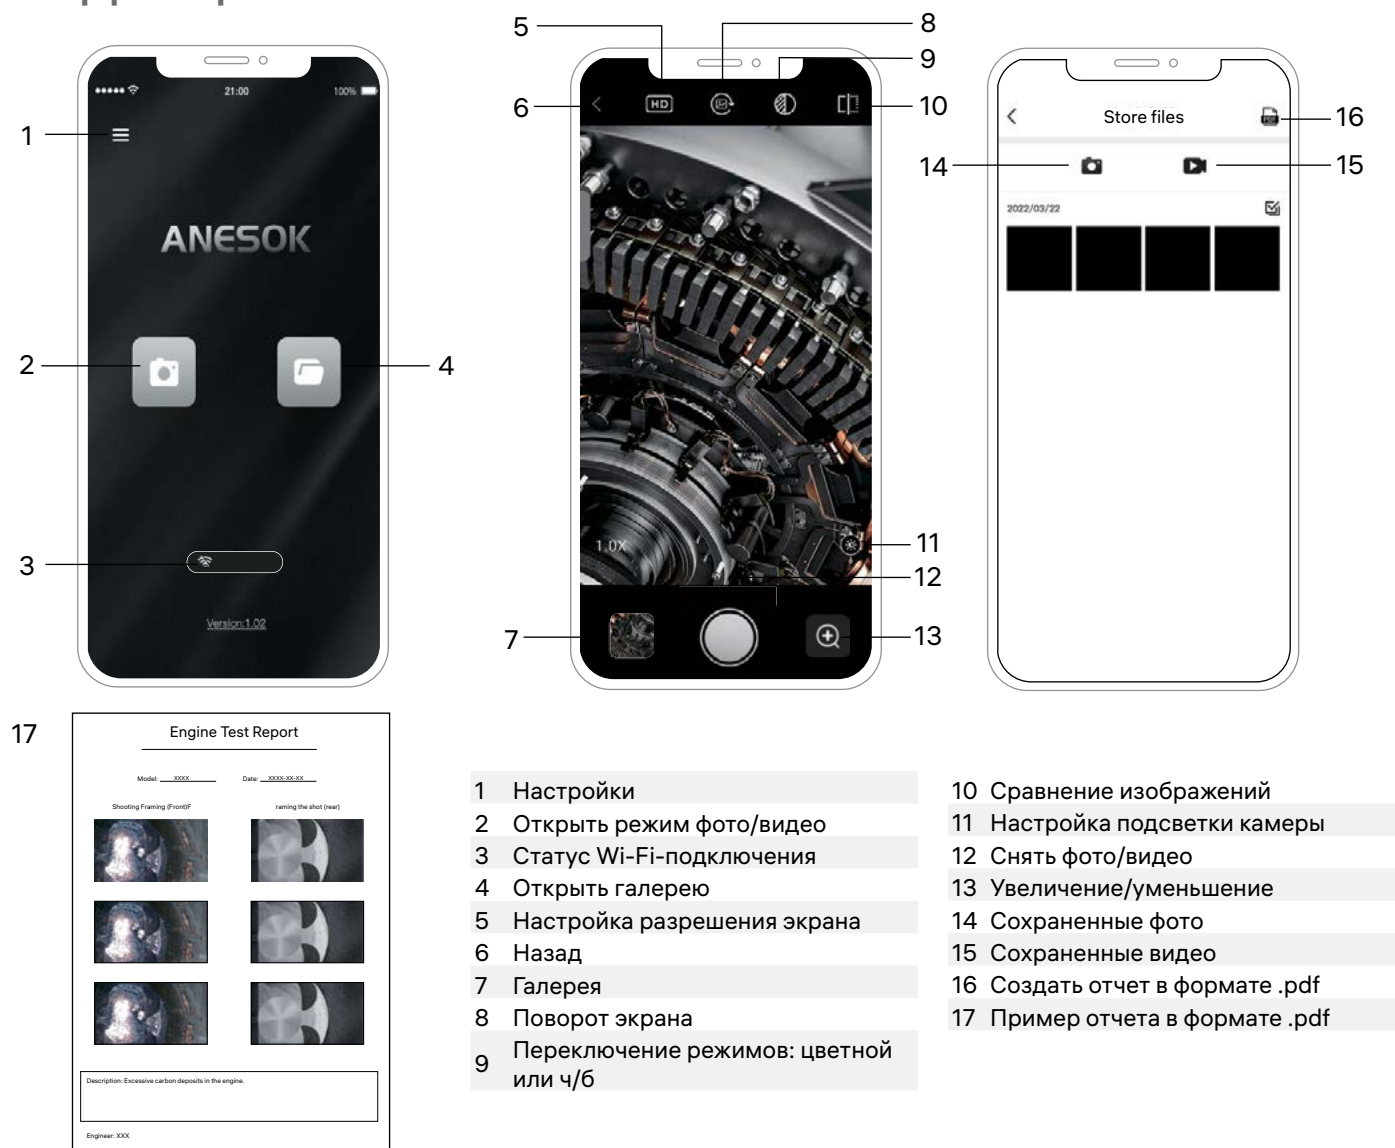 5
8
9
6
10
21:00
100%
1
ANESOK
2
4
3
Version:1.02
HD
1.0X
11
12
7
13
Store files
16
14
15
2022/03/22
17
Engine Test Report
Model: XXXX
Date: XXXX-XX-XX
Shooting Framing (Front)F
raming the shot (rear)
Description: Excessive carbon deposits in the engine.
Engineer: XXX
1 Настройки
2 Открыть режим фото/видео
3 Статус Wi-Fi-подключения
4 Открыть галерею
5 Настройка разрешения экрана
6 Назад
7 Галерея
8 Поворот экрана
9 Переключение режимов: цветной
или ч/б
10 Сравнение изображений
11 Настройка подсветки камеры
12 Снять фото/видео
13 Увеличение/уменьшение
14 Сохраненные фото
15 Сохраненные видео
16 Создать отчет в формате .pdf
17 Пример отчета в формате .pdf